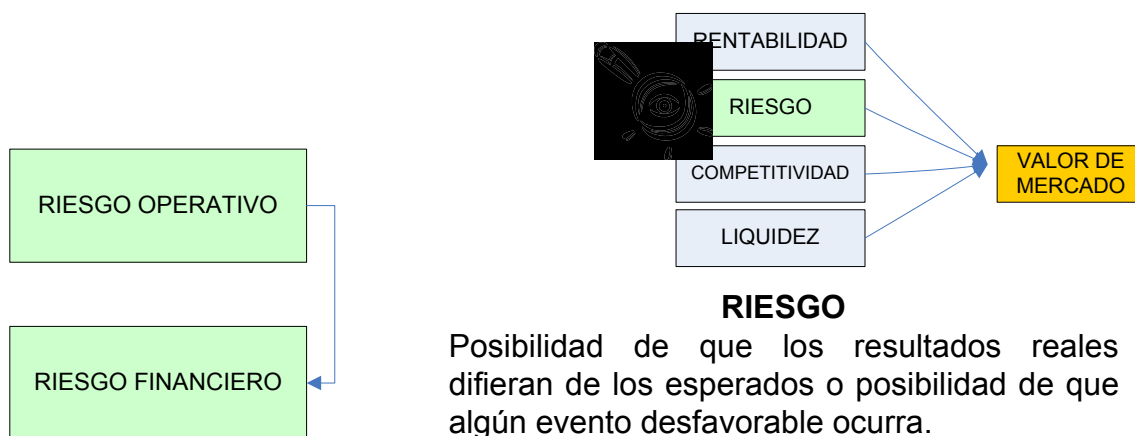 RENTABILIDAD
RIESGO
COMPETITIVIDAD
LIQUIDEZ
VALOR DE
MERCADO
RIESGO OPERATIVO
RIESGO FINANCIERO
RIESGO
Posibilidad de que los resultados reales
difieran de los esperados o posibilidad de que
algún evento desfavorable ocurra.